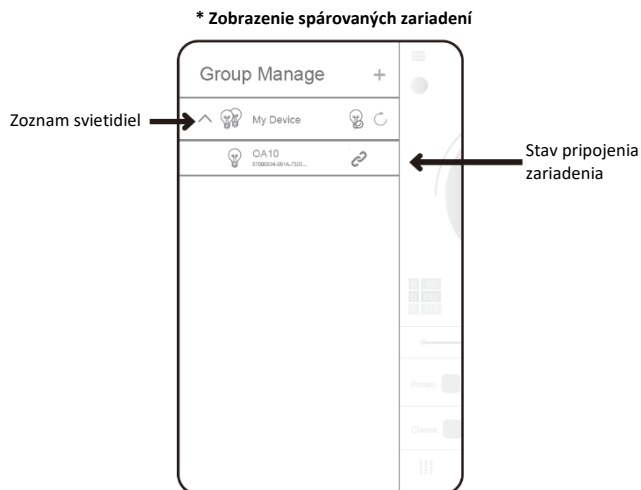 * Zobrazenie spárovaných zariadení
Group Manage +
Zoznam svietidiel
My Device
OA10
Stav pripojenia
zariadenia
Preset
Classic